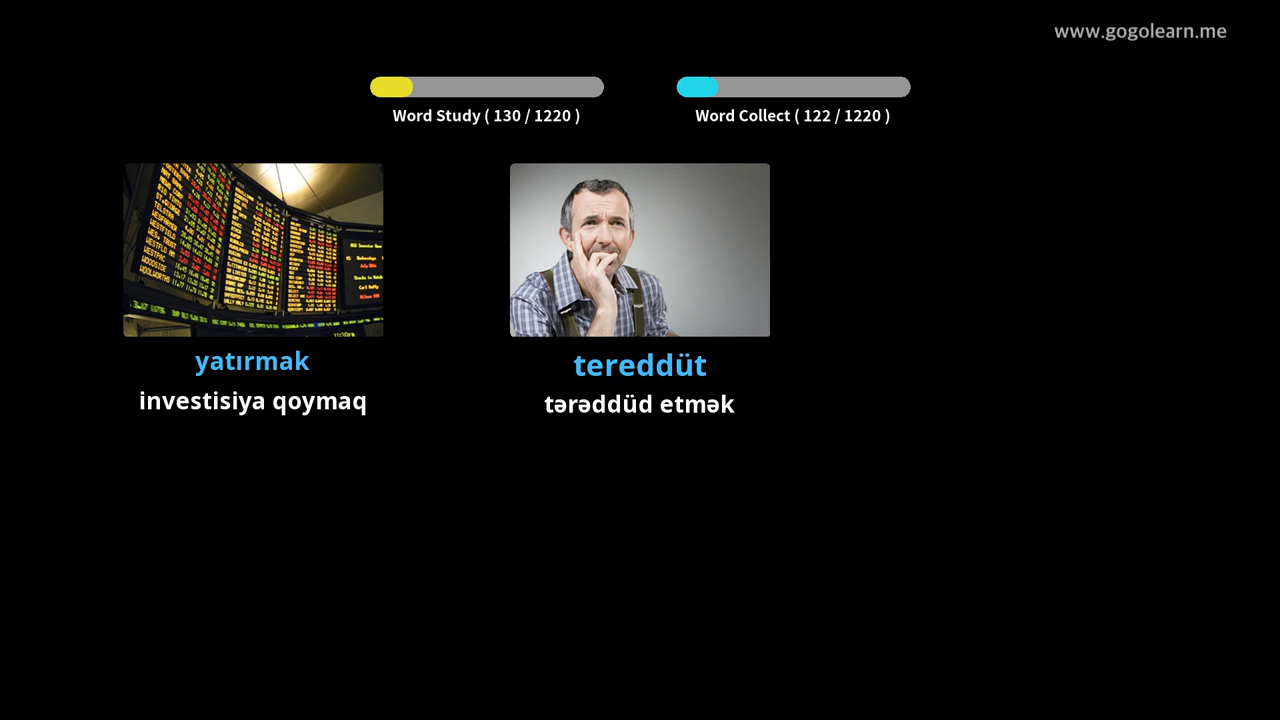 www.gogolearn.me
Word Study ( 130 / 1220 )
Word Collect ( 122 / 1220 )
yatırmak
investisiya qoymaq
tereddüt
tərəddüd etmək